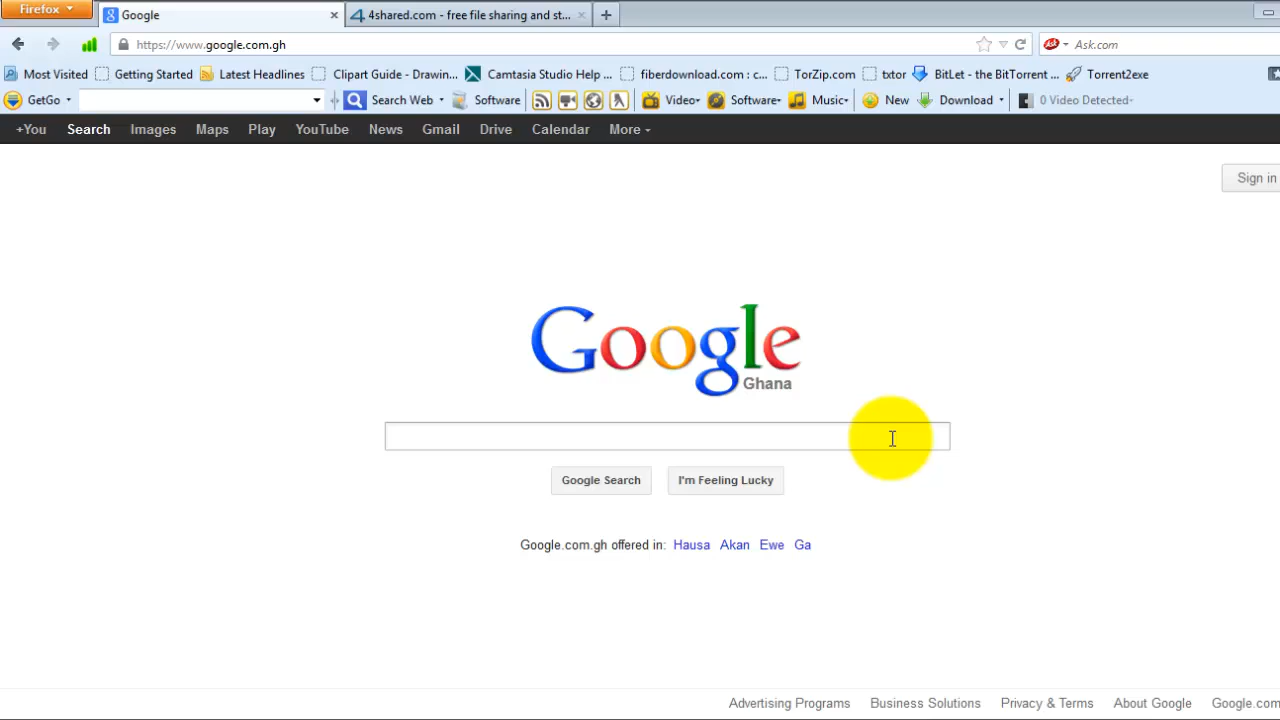 Firefox
Google
4shared.com - free file sharing and st...
https://www.google.com.gh
Ask.com
Most Visited Getting Started Latest Headlines Clipart Guide - Drawin... Camtasia Studio Help ... fiberdownload.com : c... TorZip.com txtor BitLet - the BitTorrent ... Torrent2exe
GetGo Search Web Software Video Software Music New Download 0 Video Detected
+You Search Images Maps Play YouTube News Gmail Drive Calendar More
Sign in
Google
Ghana
Google Search I'm Feeling Lucky
Google.com.gh offered in: Hausa Akan Ewe Ga
Advertising Programs Business Solutions Privacy & Terms About Google Google.com